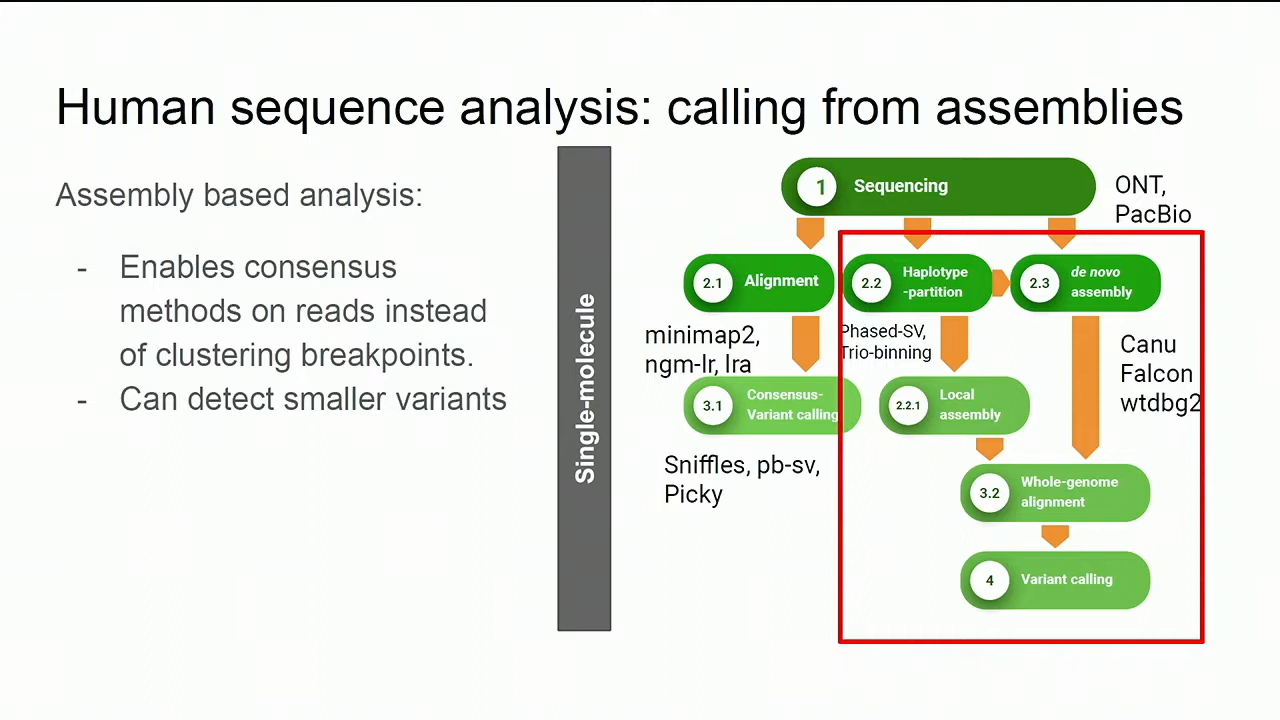 Human sequence analysis: calling from assemblies
Assembly based analysis:
- Enables consensus
methods on reads instead
of clustering breakpoints.
- Can detect smaller variants
Single-molecule
1 Sequencing
ONT,
PacBio
2.1 Alignment
2.2 Haplotype
-partition
2.3 de novo
assembly
minimap2,
ngm-lr, lra
Phased-SV,
Trio-binning
Canu
Falcon
wtdbg2
3.1 Consensus-
Variant calling
2.2.1 Local
assembly
Sniffles, pb-sv,
Picky
3.2 Whole-genome
alignment
4 Variant calling